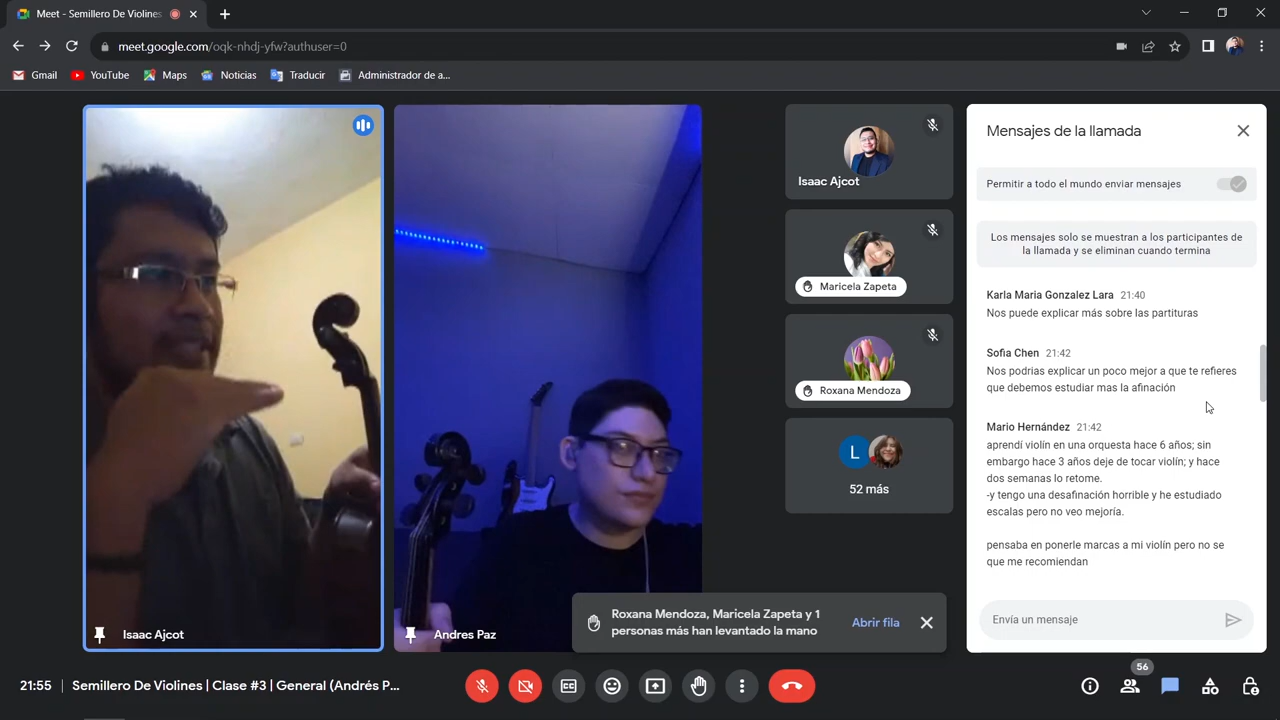 Meet - Semillero De Violines
meet.google.com/oqk-nhdj-yfw?authuser=0
Gmail
YouTube
Maps
Noticias
Traducir
Administrador de a...
Isaac Ajcot
Andres Paz
Isaac Ajcot
Maricela Zapeta
Roxana Mendoza
L
52 más
Roxana Mendoza, Maricela Zapeta y 1
personas más han levantado la mano
Abrir fila
Mensajes de la llamada
Permitir a todo el mundo enviar mensajes
Los mensajes solo se muestran a los participantes de
la llamada y se eliminan cuando termina
Karla Maria Gonzalez Lara 21:40
Nos puede explicar más sobre las partituras
Sofia Chen 21:42
Nos podrias explicar un poco mejor a que te refieres
que debemos estudiar mas la afinación
Mario Hernández 21:42
aprendí violín en una orquesta hace 6 años; sin
embargo hace 3 años deje de tocar violín; y hace
dos semanas lo retome.
-y tengo una desafinación horrible y he estudiado
escalas pero no veo mejoría.
pensaba en ponerle marcas a mi violín pero no se
que me recomiendan
Envía un mensaje
21:55 | Semillero De Violines | Clase #3 | General (Andrés P...
56